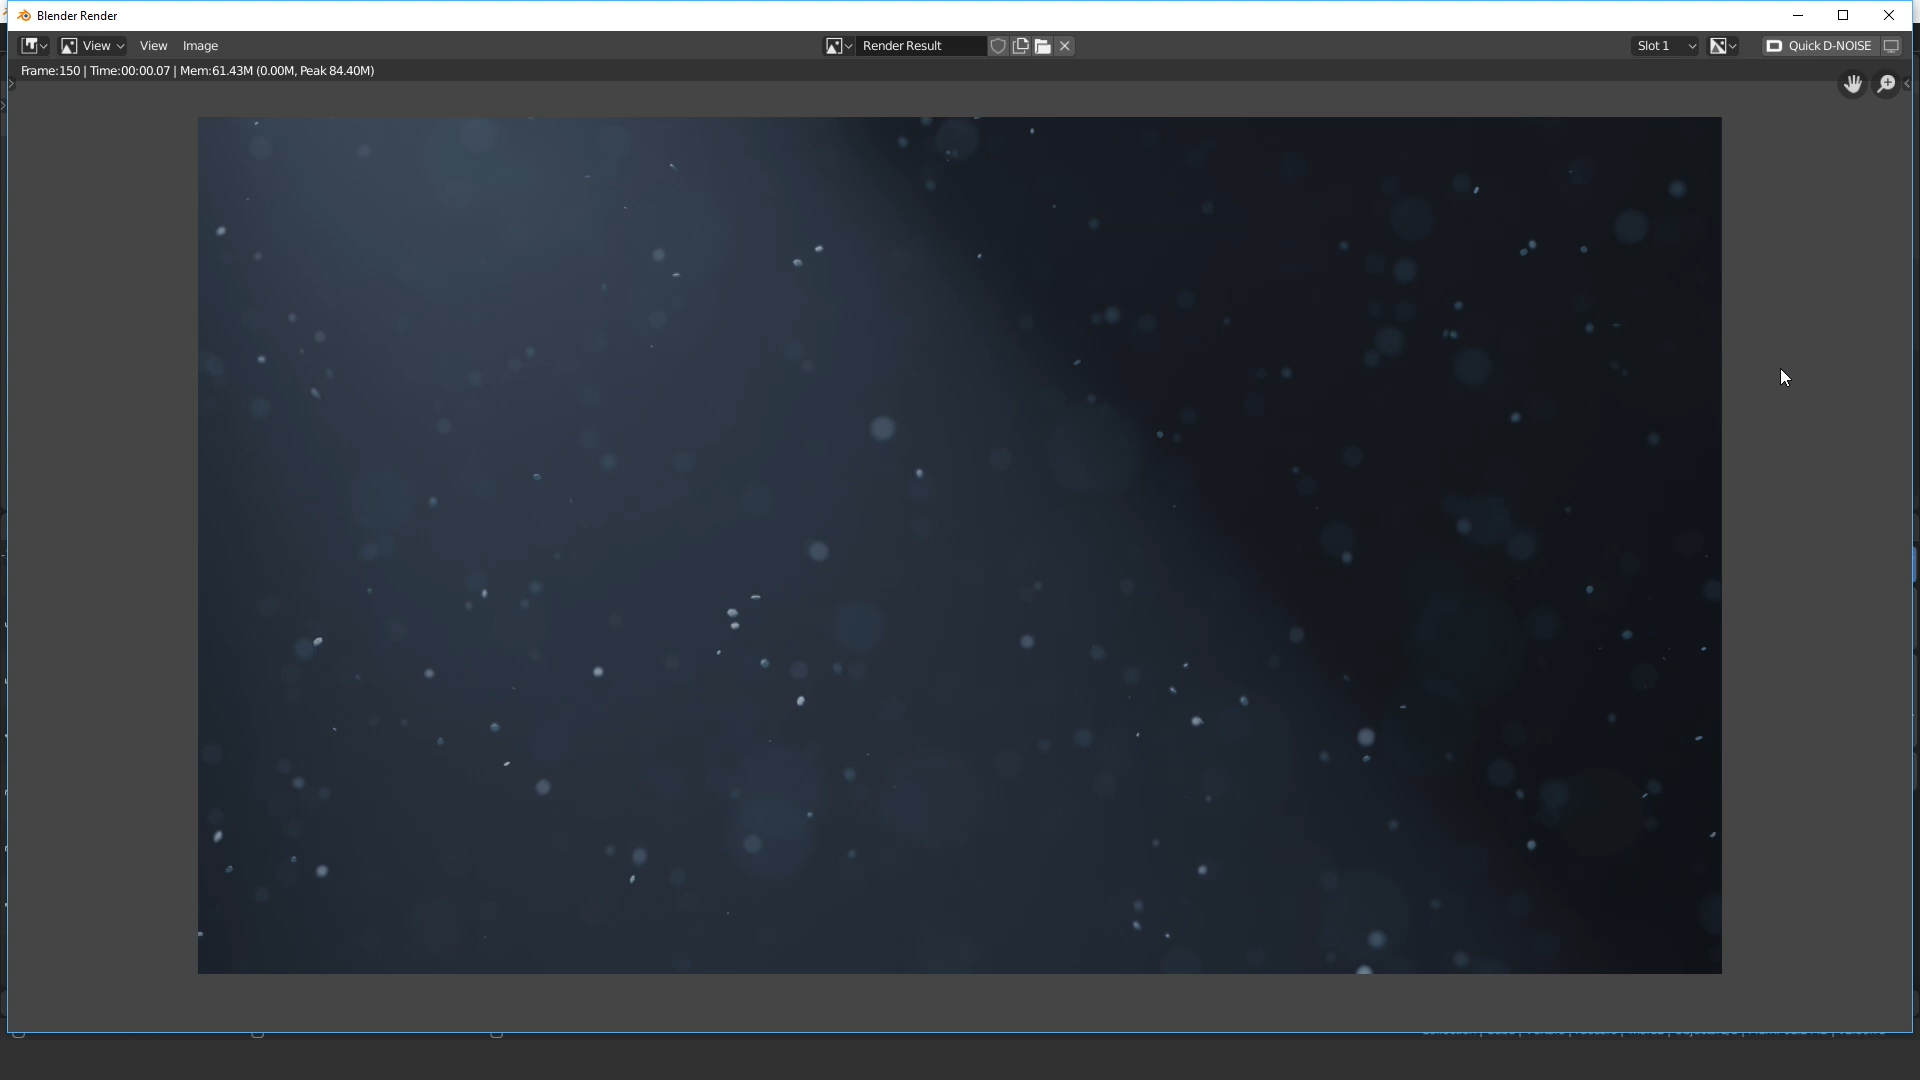 Blender Render
View View Image Render Result Slot 1 Quick D-NOISE
Frame:150 | Time:00:00.07 | Mem:61.43M (0.00M, Peak 84.40M)